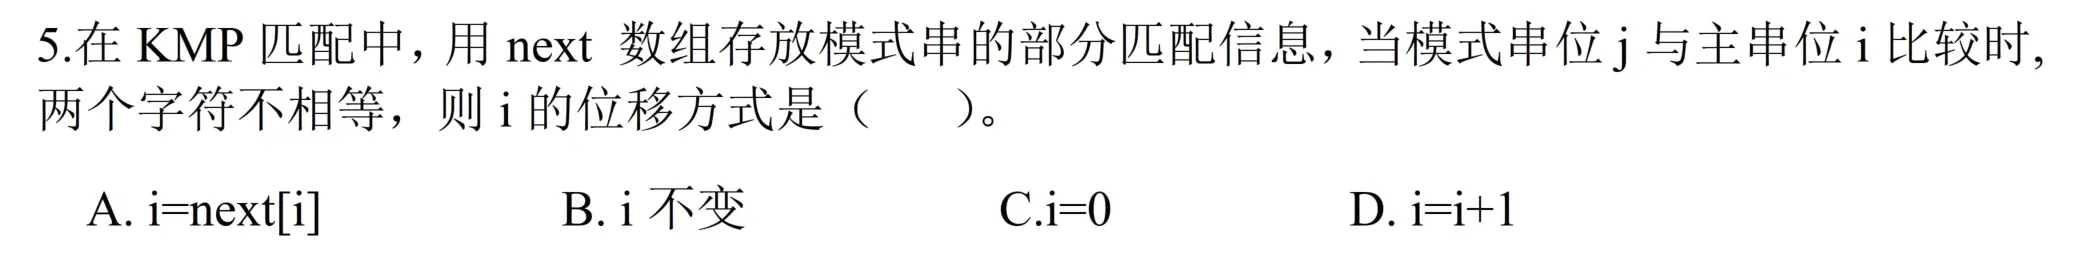 5.在 KMP 匹配中，用 next 数组存放模式串的部分匹配信息，当模式串位 j 与主串位 i 比较时，
两个字符不相等，则 i 的位移方式是（ ）。
A. i=next[i] B. i 不变 C.i=0 D. i=i+1